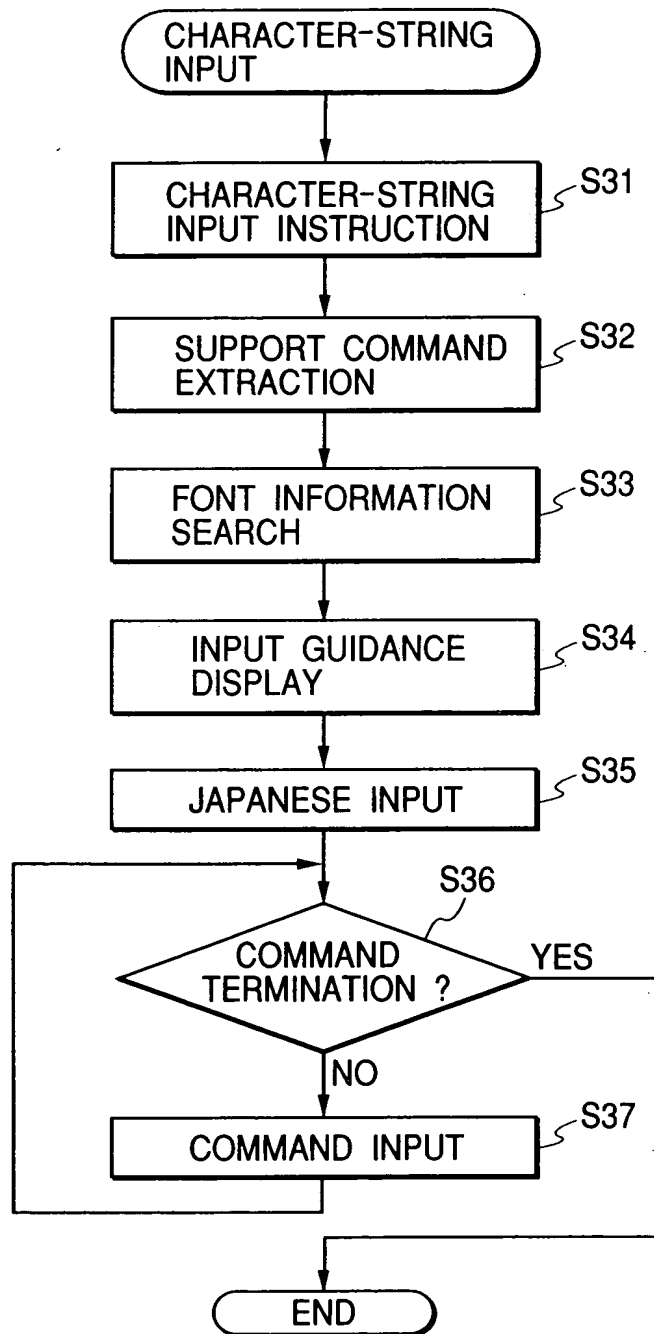 CHARACTER-STRING
INPUT
CHARACTER-STRING
INPUT INSTRUCTION
S31
SUPPORT COMMAND
EXTRACTION
S32
FONT INFORMATION
SEARCH
S33
INPUT GUIDANCE
DISPLAY
S34
JAPANESE INPUT
S35
S36
COMMAND
TERMINATION ?
YES
NO
COMMAND INPUT
S37
END